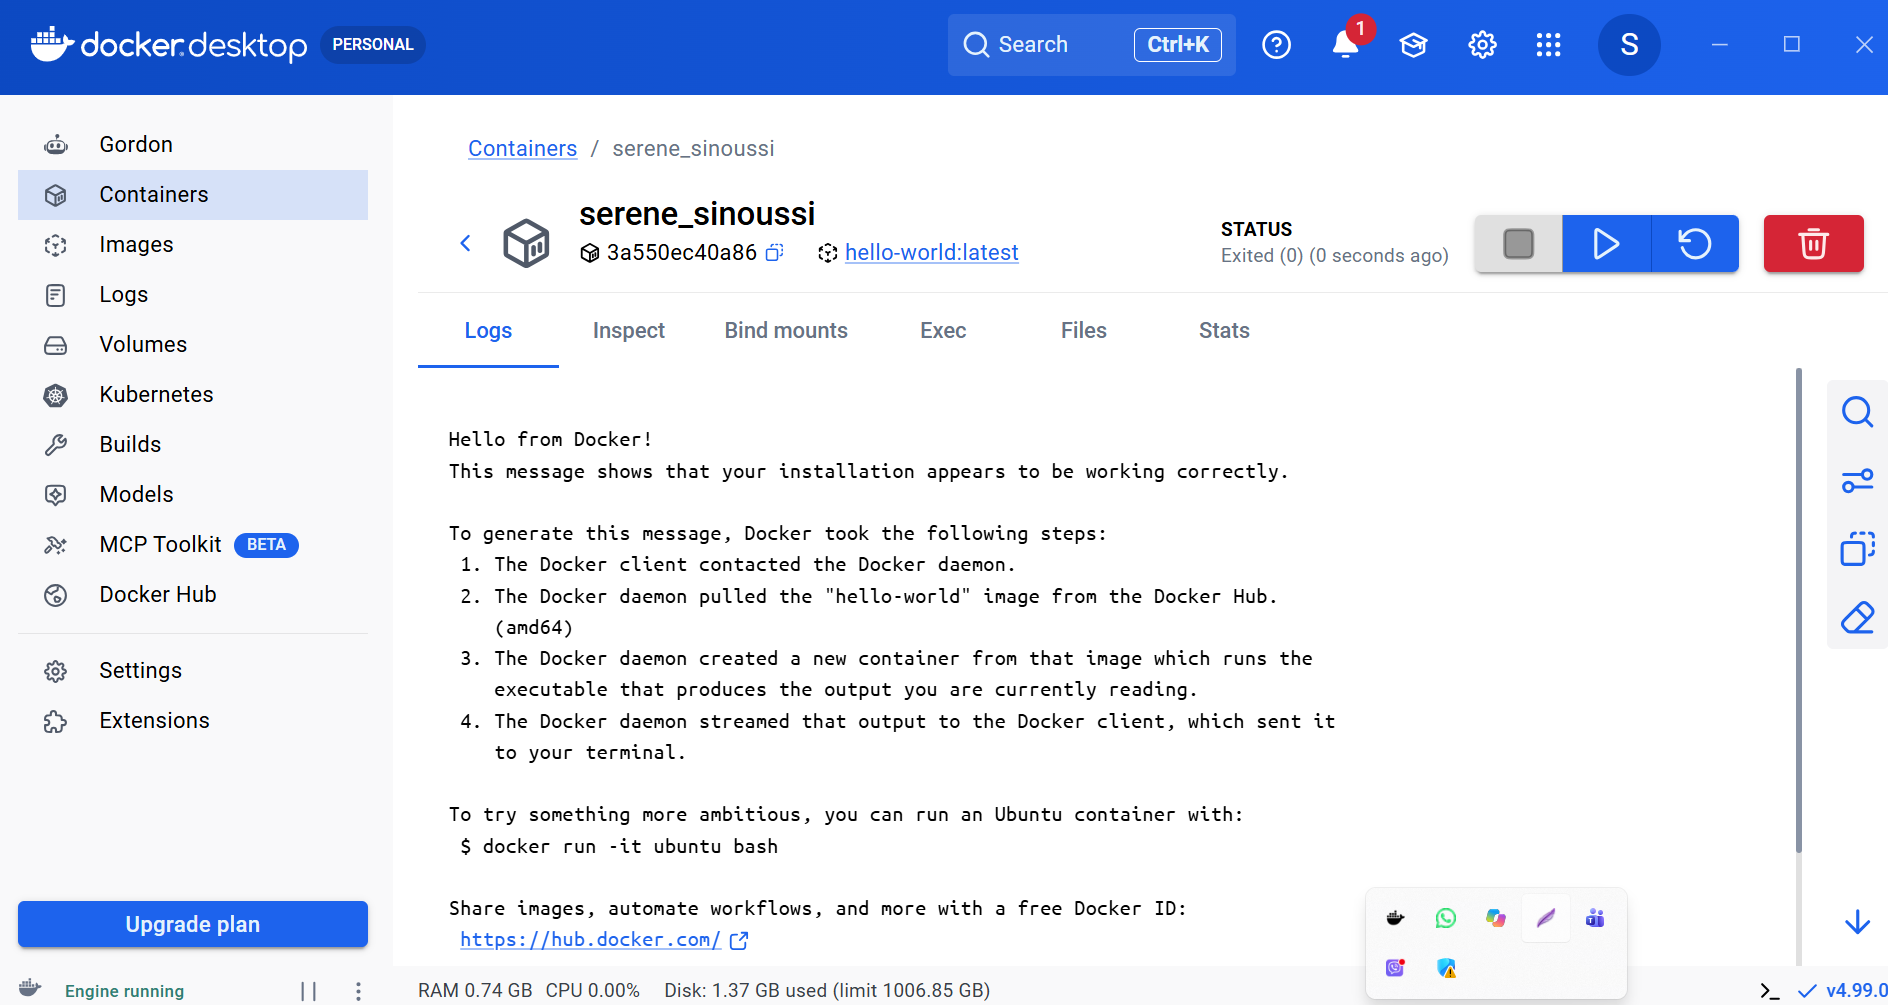 docker.desktop PERSONAL
Search Ctrl+K
1
S
Gordon
Containers
Images
Logs
Volumes
Kubernetes
Builds
Models
MCP Toolkit BETA
Docker Hub
Settings
Extensions
Upgrade plan
Containers / serene_sinoussi
serene_sinoussi
3a550ec40a86 hello-world:latest
STATUS
Exited (0) (0 seconds ago)
Logs Inspect Bind mounts Exec Files Stats
Hello from Docker!
This message shows that your installation appears to be working correctly.
To generate this message, Docker took the following steps:
1. The Docker client contacted the Docker daemon.
2. The Docker daemon pulled the "hello-world" image from the Docker Hub.
(amd64)
3. The Docker daemon created a new container from that image which runs the
executable that produces the output you are currently reading.
4. The Docker daemon streamed that output to the Docker client, which sent it
to your terminal.
To try something more ambitious, you can run an Ubuntu container with:
$ docker run -it ubuntu bash
Share images, automate workflows, and more with a free Docker ID:
https://hub.docker.com/
Engine running
RAM 0.74 GB CPU 0.00% Disk: 1.37 GB used (limit 1006.85 GB)
v4.99.0